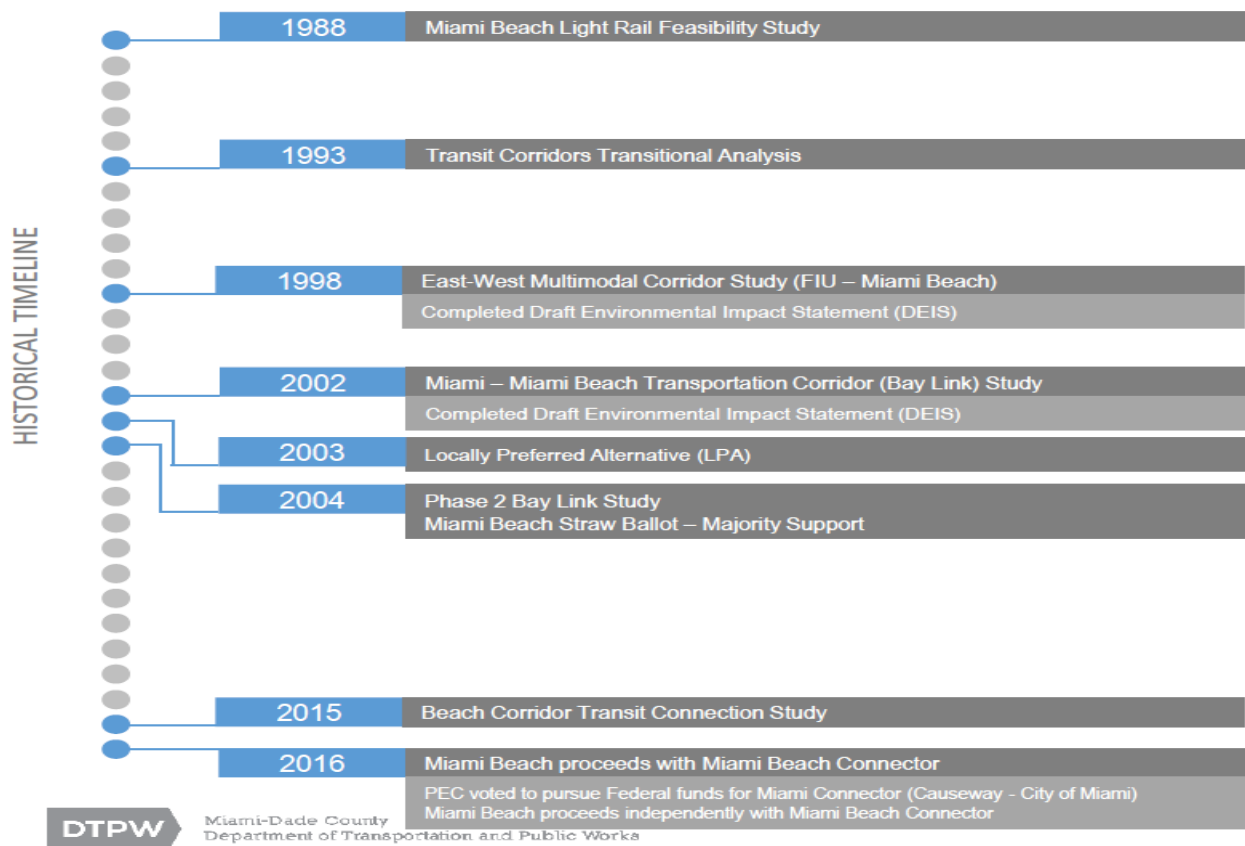 HISTORICAL TIMELINE
1988
Miami Beach Light Rail Feasibility Study
1993
Transit Corridors Transitional Analysis
1998
East-West Multimodal Corridor Study (FIU – Miami Beach)
Completed Draft Environmental Impact Statement (DEIS)
2002
Miami – Miami Beach Transportation Corridor (Bay Link) Study
Completed Draft Environmental Impact Statement (DEIS)
2003
Locally Preferred Alternative (LPA)
2004
Phase 2 Bay Link Study
Miami Beach Straw Ballot – Majority Support
2015
Beach Corridor Transit Connection Study
2016
Miami Beach proceeds with Miami Beach Connector
PEC voted to pursue Federal funds for Miami Connector (Causeway - City of Miami)
Miami Beach proceeds independently with Miami Beach Connector
DTPW
Miami-Dade County
Department of Transportation and Public Works